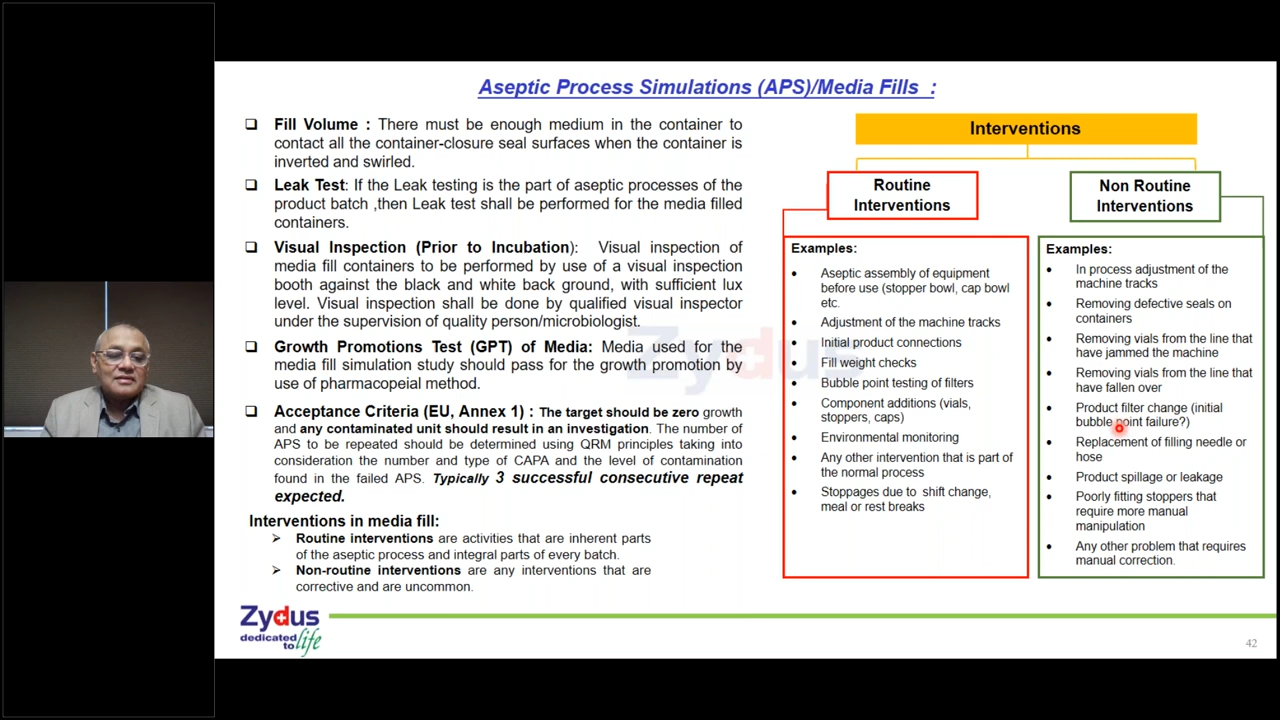 Aseptic Process Simulations (APS)/Media Fills :
❑ Fill Volume : There must be enough medium in the container to
contact all the container-closure seal surfaces when the container is
inverted and swirled.
❑ Leak Test: If the Leak testing is the part of aseptic processes of the
product batch ,then Leak test shall be performed for the media filled
containers.
❑ Visual Inspection (Prior to Incubation): Visual inspection of
media fill containers to be performed by use of a visual inspection
booth against the black and white back ground, with sufficient lux
level. Visual inspection shall be done by qualified visual inspector
under the supervision of quality person/microbiologist.
❑ Growth Promotions Test (GPT) of Media: Media used for the
media fill simulation study should pass for the growth promotion by
use of pharmacopeial method.
❑ Acceptance Criteria (EU, Annex 1) : The target should be zero growth
and any contaminated unit should result in an investigation. The number of
APS to be repeated should be determined using QRM principles taking into
consideration the number and type of CAPA and the level of contamination
found in the failed APS. Typically 3 successful consecutive repeat
expected.
Interventions in media fill:
➢ Routine interventions are activities that are inherent parts
of the aseptic process and integral parts of every batch.
➢ Non-routine interventions are any interventions that are
corrective and are uncommon.
Interventions
Routine
Interventions
Examples:
• Aseptic assembly of equipment
before use (stopper bowl, cap bowl
etc.
• Adjustment of the machine tracks
• Initial product connections
• Fill weight checks
• Bubble point testing of filters
• Component additions (vials,
stoppers, caps)
• Environmental monitoring
• Any other intervention that is part of
the normal process
• Stoppages due to shift change,
meal or rest breaks
Non Routine
Interventions
Examples:
• In process adjustment of the
machine tracks
• Removing defective seals on
containers
• Removing vials from the line that
have jammed the machine
• Removing vials from the line that
have fallen over
• Product filter change (initial
bubble point failure?)
• Replacement of filling needle or
hose
• Product spillage or leakage
• Poorly fitting stoppers that
require more manual
manipulation
• Any other problem that requires
manual correction.
Zydus
Zydus
dedicated
to life
42